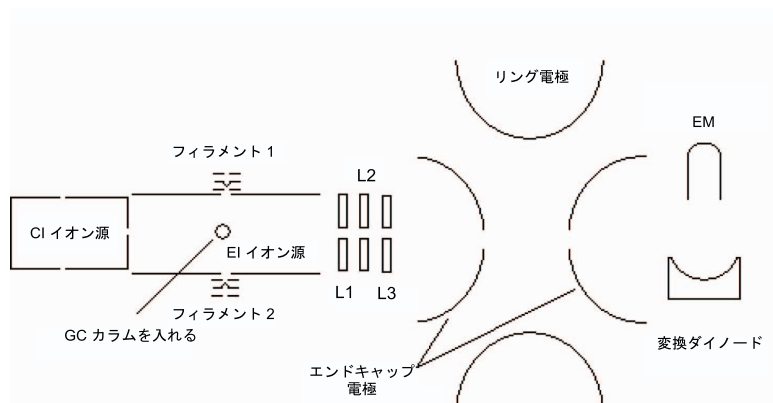 リング電極
EM
フィラメント 1
L2
CI イオン源
EI イオン源
L1
L3
フィラメント 2
GC カラムを入れる
変換ダイノード
エンドキャップ
電極